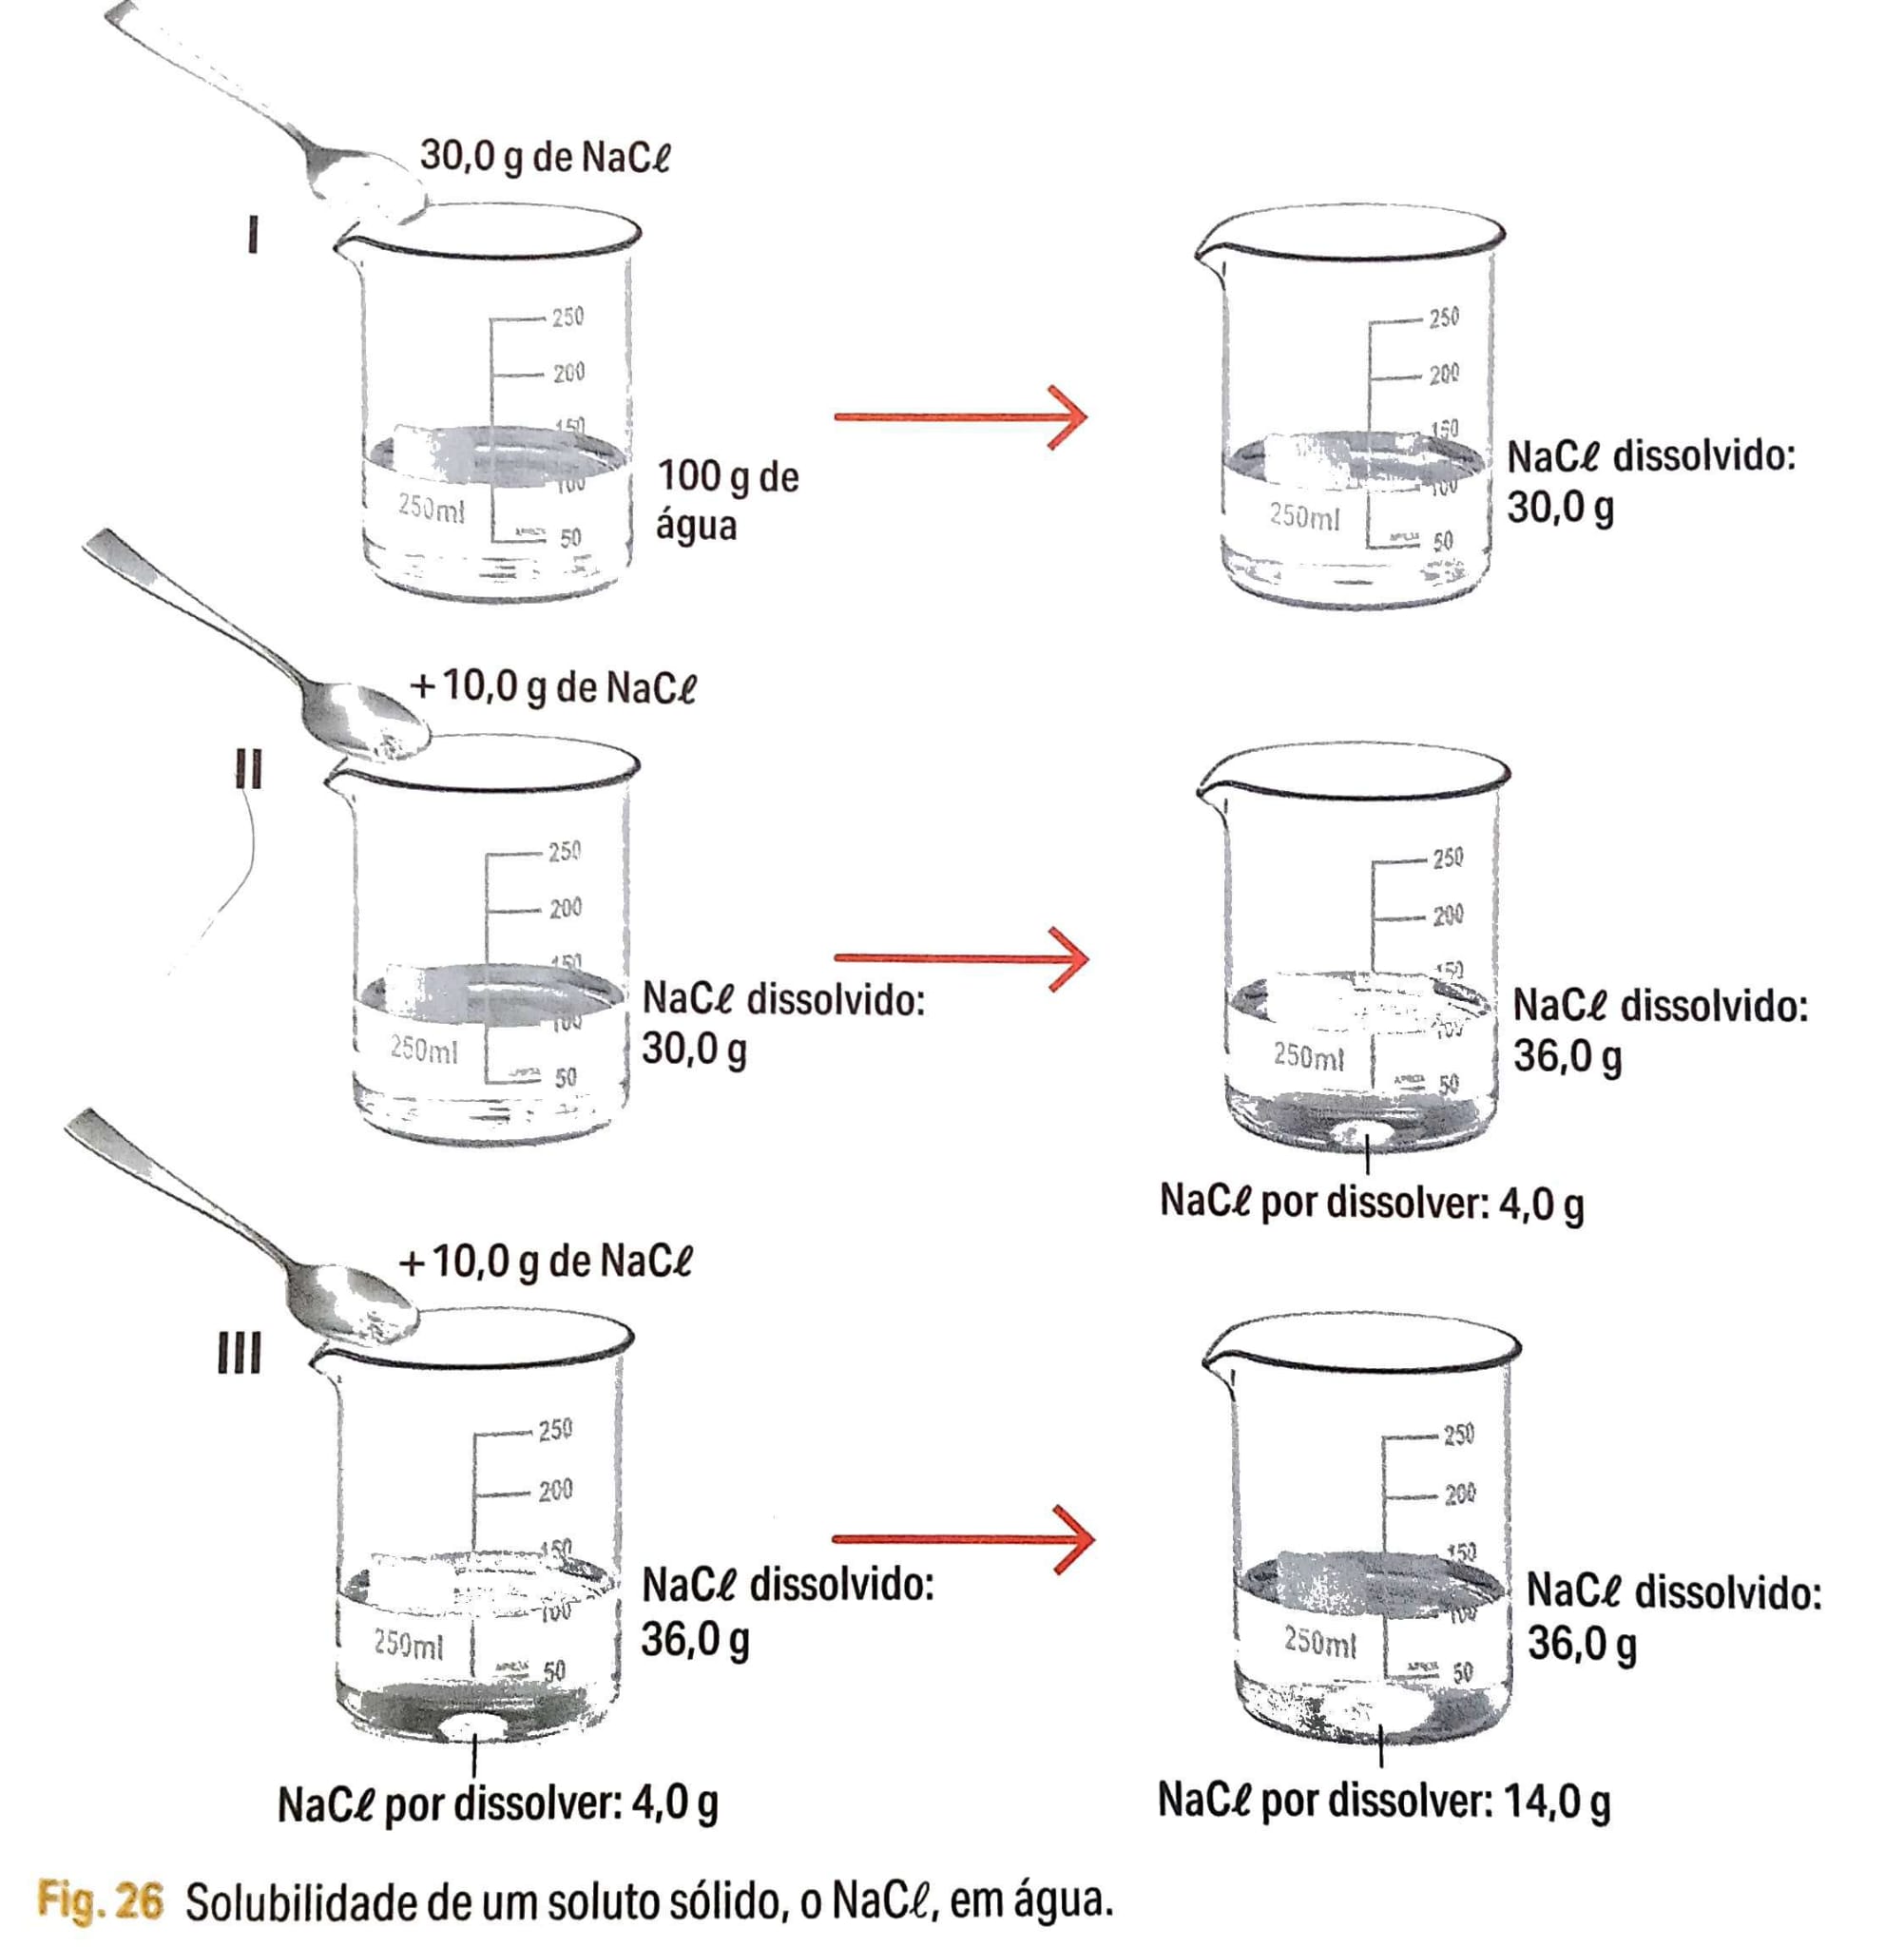 30,0 g de NaCℓ
I
250
200
150
100
250ml
50
100 g de
água
250
200
150
100
250ml
50
NaCℓ dissolvido:
30,0 g
+ 10,0 g de NaCℓ
II
250
200
150
100
250ml
50
NaCℓ dissolvido:
30,0 g
250
200
150
100
250ml
50
NaCℓ dissolvido:
36,0 g
NaCℓ por dissolver: 4,0 g
+ 10,0 g de NaCℓ
III
250
200
150
100
250ml
50
NaCℓ dissolvido:
36,0 g
NaCℓ por dissolver: 4,0 g
250
200
150
100
250ml
50
NaCℓ dissolvido:
36,0 g
NaCℓ por dissolver: 14,0 g
Fig. 26 Solubilidade de um soluto sólido, o NaCℓ, em água.